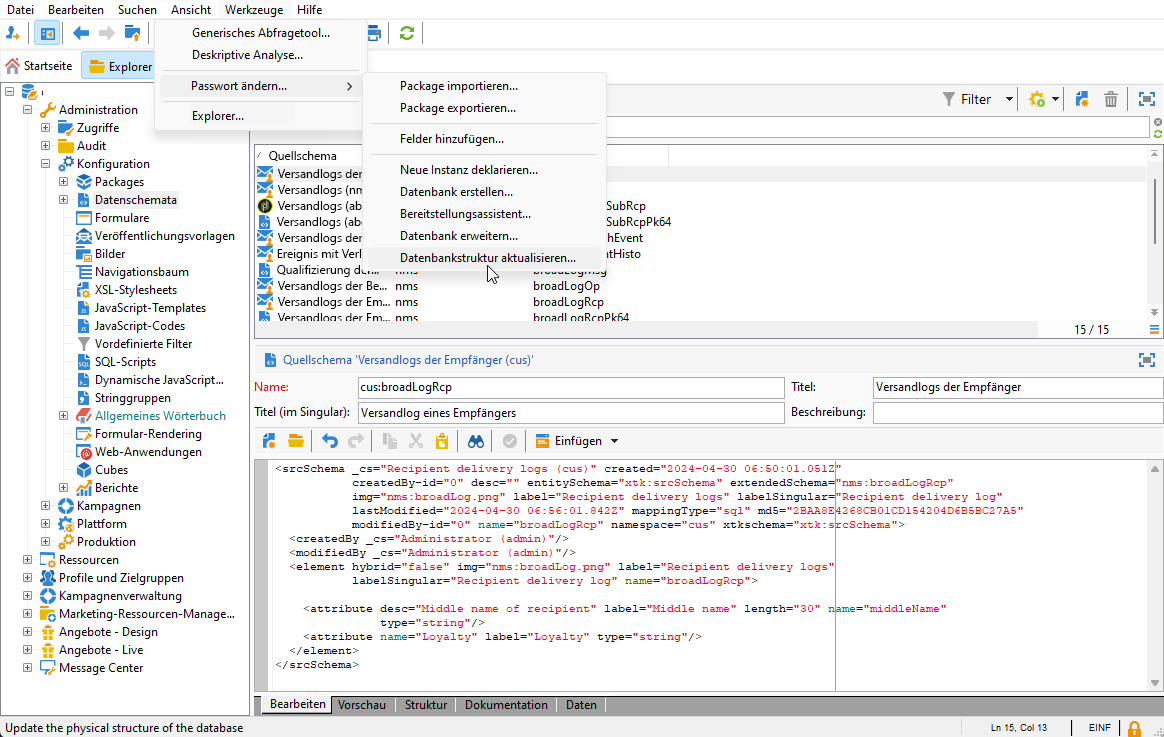 Datei Bearbeiten Suchen Ansicht Werkzeuge Hilfe
Generisches Abfragetool...
Deskriptive Analyse...
Passwort ändern...
Explorer...
Package importieren...
Package exportieren...
Felder hinzufügen...
Neue Instanz deklarieren...
Datenbank erstellen...
Bereitstellungsassistent...
Datenbank erweitern...
Datenbankstruktur aktualisieren...
Startseite Explorer
Filter
Administration
Zugriffe
Audit
Konfiguration
Packages
Datenschemata
Formulare
Veröffentlichungsvorlagen
Bilder
Navigationsbaum
XSL-Stylesheets
JavaScript-Templates
JavaScript-Codes
Vordefinierte Filter
SQL-Scripts
Dynamische JavaScript...
Stringgruppen
Allgemeines Wörterbuch
Formular-Rendering
Web-Anwendungen
Cubes
Berichte
Kampagnen
Plattform
Produktion
Ressourcen
Profile und Zielgruppen
Kampagnenverwaltung
Marketing-Ressourcen-Manage...
Angebote - Design
Angebote - Live
Message Center
Quellschema
Versandlogs der
Versandlogs (nm
Versandlogs (ab SubRcp
Versandlogs (abo SubRcpPk64
Versandlogs der hEvent
Ereignis mit Verl ntHisto
Qualifizierung de broadLogMsg
Versandlogs der Be... nms broadLogOp
Versandlogs der Em... nms broadLogRcp
Versandlogs der Em... nms broadLogRcpPk64
15 / 15
Quellschema 'Versandlogs der Empfänger (cus)'
Name: cus:broadLogRcp Titel: Versandlogs der Empfänger
Titel (im Singular): Versandlog eines Empfängers Beschreibung:
Einfügen
<srcSchema _cs="Recipient delivery logs (cus)" created="2024-04-30 06:50:01.051Z"
createdBy-id="0" desc="" entitySchema="xtk:srcSchema" extendedSchema="nms:broadLogRcp"
img="nms:broadLog.png" label="Recipient delivery logs" labelSingular="Recipient delivery log"
lastModified="2024-04-30 06:56:01.842Z" mappingType="sql" md5="2BAA8E4268CB01CD154204D6B5BC27A5"
modifiedBy-id="0" name="broadLogRcp" namespace="cus" xtkschema="xtk:srcSchema">
<createdBy _cs="Administrator (admin)"/>
<modifiedBy _cs="Administrator (admin)"/>
<element hybrid="false" img="nms:broadLog.png" label="Recipient delivery logs"
labelSingular="Recipient delivery log" name="broadLogRcp">
<attribute desc="Middle name of recipient" label="Middle name" length="30" name="middleName"
type="string"/>
<attribute name="Loyalty" label="Loyalty" type="string"/>
</element>
</srcSchema>
Bearbeiten Vorschau Struktur Dokumentation Daten
Update the physical structure of the database Ln 15, Col 13 EINF